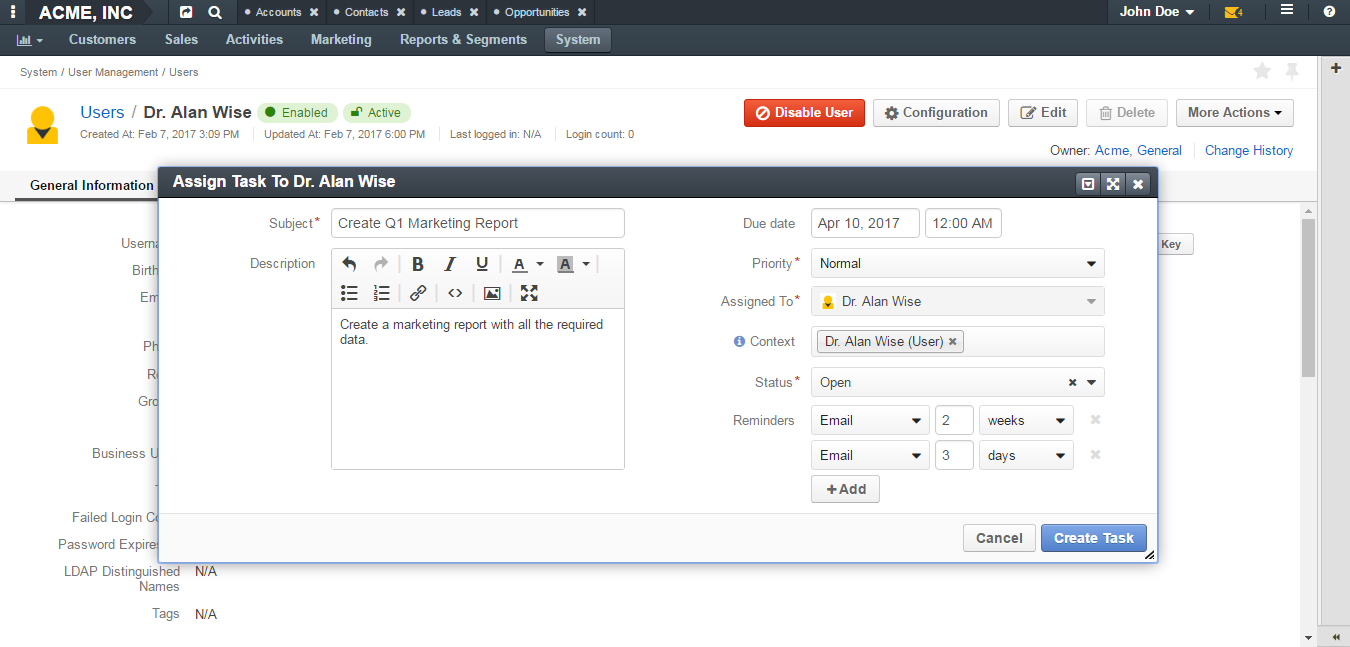 ACME, INC
Accounts Contacts Leads Opportunities
John Doe 4
Customers Sales Activities Marketing Reports & Segments System
System / User Management / Users
Users / Dr. Alan Wise Enabled Active
Disable User Configuration Edit Delete More Actions
Created At: Feb 7, 2017 3:09 PM Updated At: Feb 7, 2017 6:00 PM Last logged in: N/A Login count: 0
Owner: Acme, General Change History
General Information
Assign Task To Dr. Alan Wise
Subject* Create Q1 Marketing Report
Due date Apr 10, 2017 12:00 AM
Description
B I U A A
Create a marketing report with all the required
data.
Priority* Normal
Assigned To* Dr. Alan Wise
Context Dr. Alan Wise (User)
Status* Open
Reminders Email 2 weeks
Email 3 days
+Add
Cancel Create Task
Key
Userna
Birth
Em
Ph
Ro
Gro
Business U
Failed Login Co
Password Expires
LDAP Distinguished N/A
Names
Tags N/A